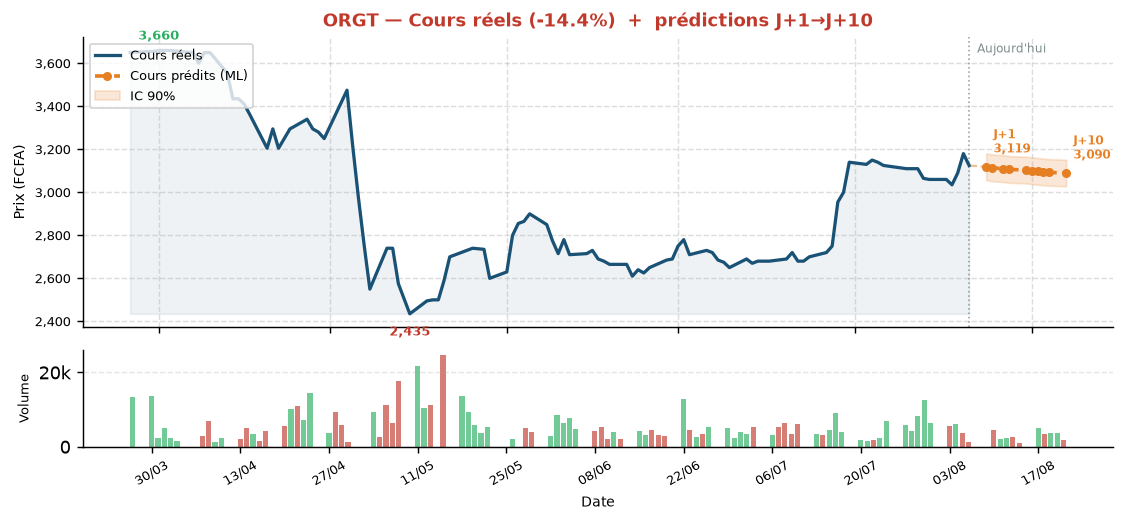 ORGT — Cours réels (-14.4%)  +  prédictions J+1→J+10
3,660
Aujourd'hui
Cours réels
Cours prédits (ML)
IC 90%
3,600
3,400
3,200
3,000
2,800
2,600
2,400
Prix (FCFA)
J+1
3,119
J+10
3,090
2,435
20k
0
Volume
30/03
13/04
27/04
11/05
25/05
08/06
22/06
06/07
20/07
03/08
17/08
Date